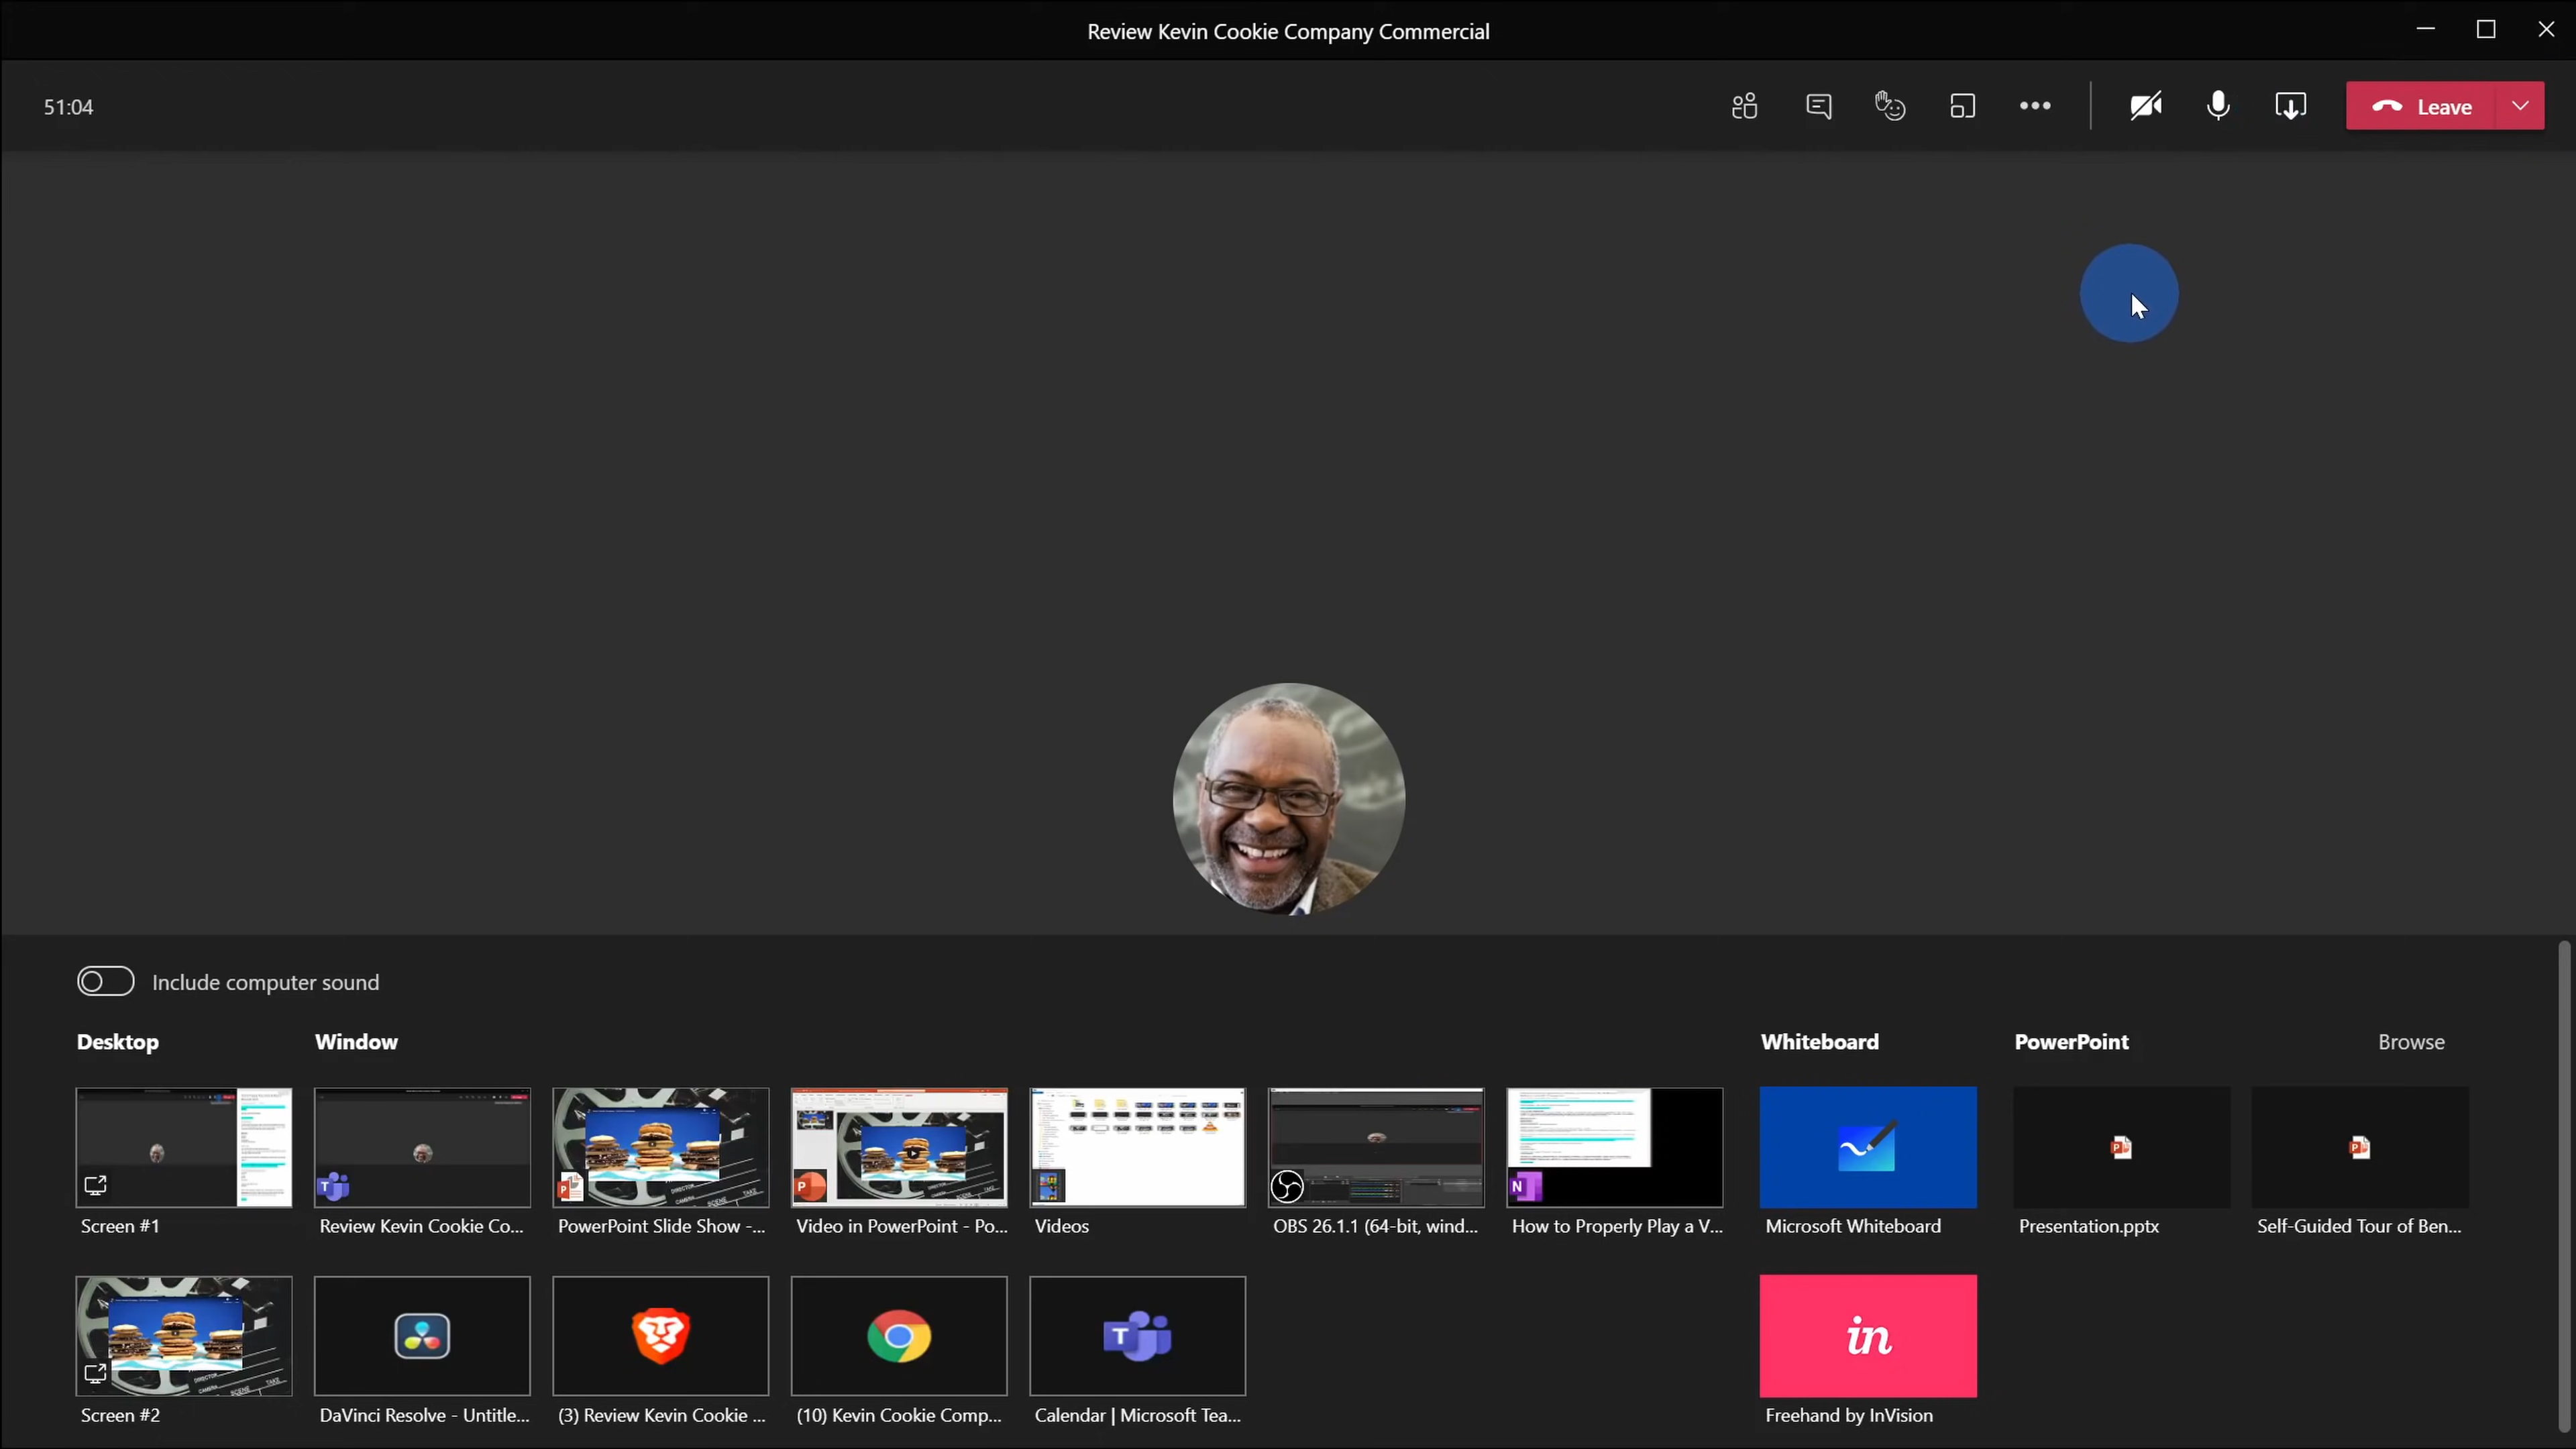 Review Kevin Cookie Company Commercial
51:04
Leave
Include computer sound
Desktop
Window
Whiteboard
PowerPoint
Browse
Screen #1
Review Kevin Cookie Co...
PowerPoint Slide Show -...
Video in PowerPoint - Po...
Videos
OBS 26.1.1 (64-bit, wind...
How to Properly Play a V...
Microsoft Whiteboard
Presentation.pptx
Self-Guided Tour of Ben...
in
Screen #2
DaVinci Resolve - Untitle...
(3) Review Kevin Cookie ...
(10) Kevin Cookie Comp...
Calendar | Microsoft Tea...
Freehand by InVision